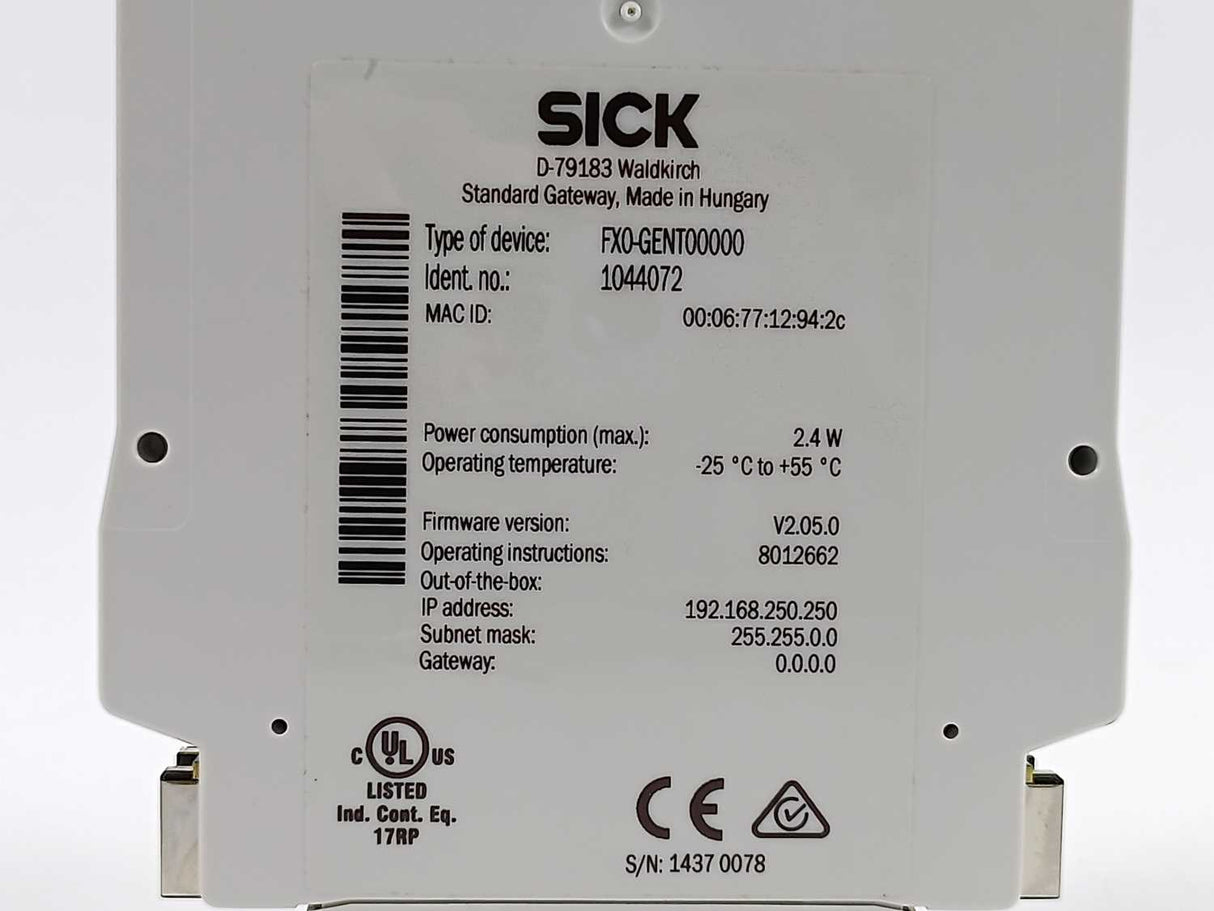 SICK
D-79183 Waldkirch
Standard Gateway, Made in Hungary
Type of device: FX0-GENT00000
Ident. no.: 1044072
MAC ID: 00:06:77:12:94:2c
Power consumption (max.): 2.4 W
Operating temperature: -25 °C to +55 °C
Firmware version: V2.05.0
Operating instructions: 8012662
Out-of-the-box:
IP address: 192.168.250.250
Subnet mask: 255.255.0.0
Gateway: 0.0.0.0
C UL US
LISTED
Ind. Cont. Eq.
17RP
CE
S/N: 1437 0078